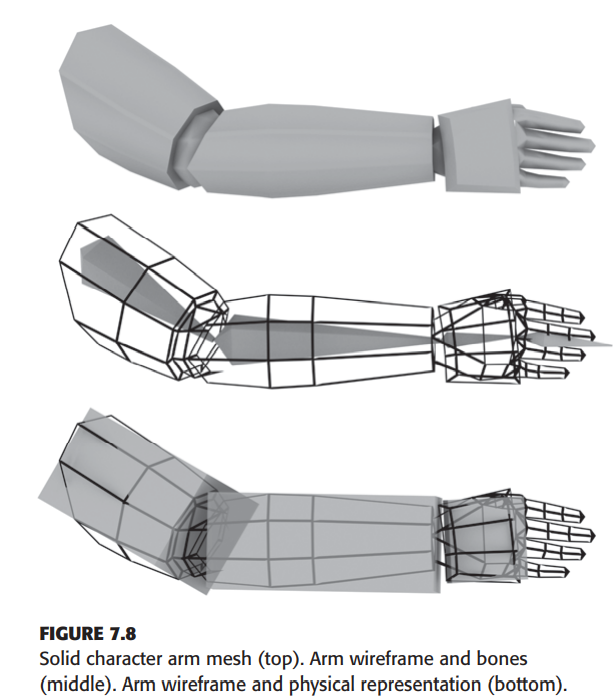 FIGURE 7.8
Solid character arm mesh (top). Arm wireframe and bones
(middle). Arm wireframe and physical representation (bottom).